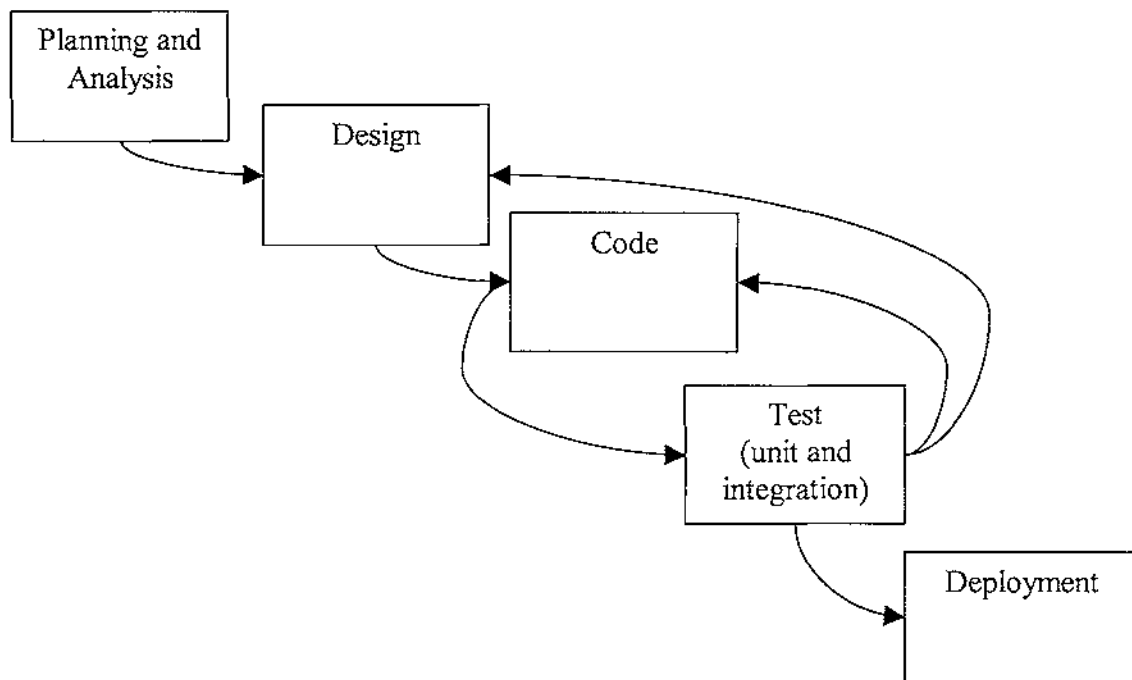 Planning and
Analysis
Design
Code
Test
(unit and
integration)
Deployment